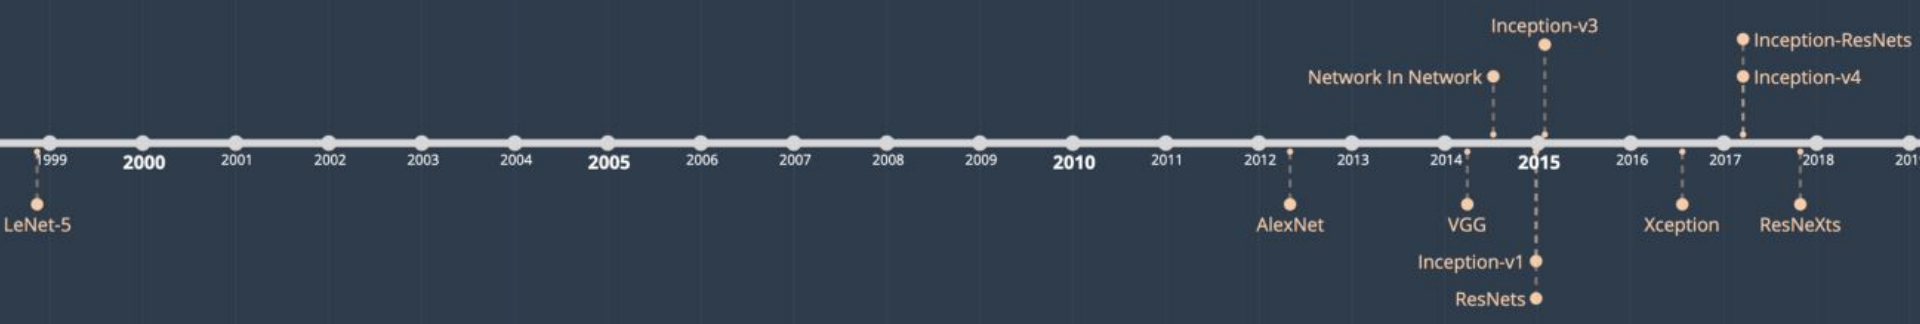 Inception-v3
Inception-ResNets
Network In Network
Inception-v4
1999 2000 2001 2002 2003 2004 2005 2006 2007 2008 2009 2010 2011 2012 2013 2014 2015 2016 2017 2018 201
LeNet-5 AlexNet VGG Xception ResNeXts
Inception-v1
ResNets